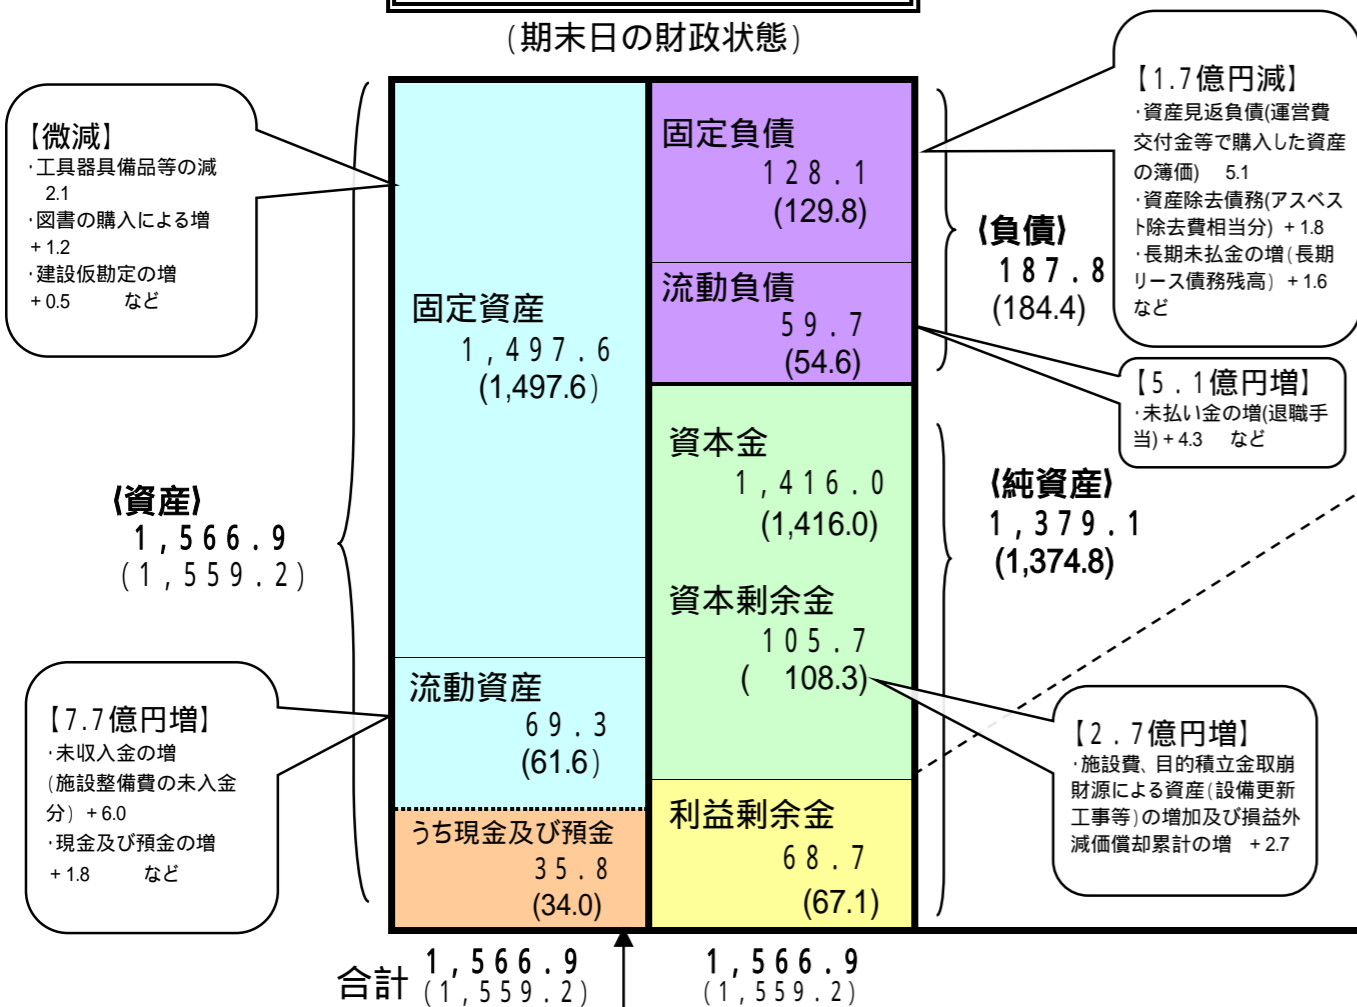 (期末日の財政状態)
【微減】
・工具器具備品等の減
2.1
・図書の購入による増
+1.2
・建設仮勘定の増
+0.5 など
〈資産〉
1,566.9
(1,559.2)
【7.7億円増】
・未収入金の増
(施設整備費の未入金
分) +6.0
・現金及び預金の増
+1.8 など
固定資産
1,497.6
(1,497.6)
流動資産
69.3
(61.6)
うち現金及び預金
35.8
(34.0)
固定負債
128.1
(129.8)
流動負債
59.7
(54.6)
資本金
1,416.0
(1,416.0)
資本剰余金
105.7
( 108.3)
利益剰余金
68.7
(67.1)
〈負債〉
187.8
(184.4)
〈純資産〉
1,379.1
(1,374.8)
【1.7億円減】
・資産見返負債(運営費
交付金等で購入した資産
の簿価) 5.1
・資産除去債務(アスベス
ト除去費相当分) +1.8
・長期未払金の増(長期
リース債務残高) +1.6
など
【5.1億円増】
・未払い金の増(退職手
当)+4.3 など
【2.7億円増】
・施設費、目的積立金取崩
財源による資産(設備更新
工事等)の増加及び損益外
減価償却累計の増 +2.7
合計 1,566.9 1,566.9
(1,559.2) (1,559.2)